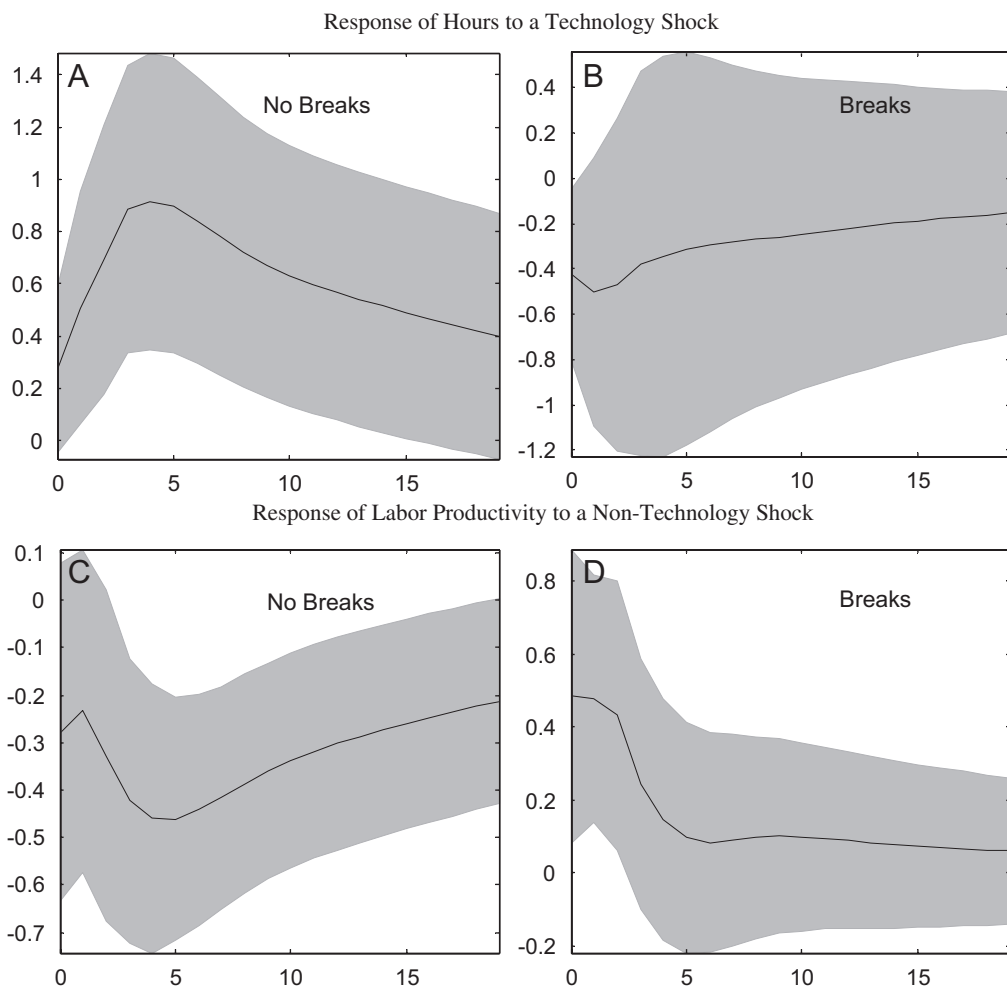 Response of Hours to a Technology Shock
A
No Breaks
1.4
1.2
1
0.8
0.6
0.4
0.2
0
0 5 10 15
B
Breaks
0.4
0.2
0
-0.2
-0.4
-0.6
-0.8
-1
-1.2
0 5 10 15
Response of Labor Productivity to a Non-Technology Shock
C
No Breaks
0.1
0
-0.1
-0.2
-0.3
-0.4
-0.5
-0.6
-0.7
0 5 10 15
D
Breaks
0.8
0.6
0.4
0.2
0
-0.2
0 5 10 15